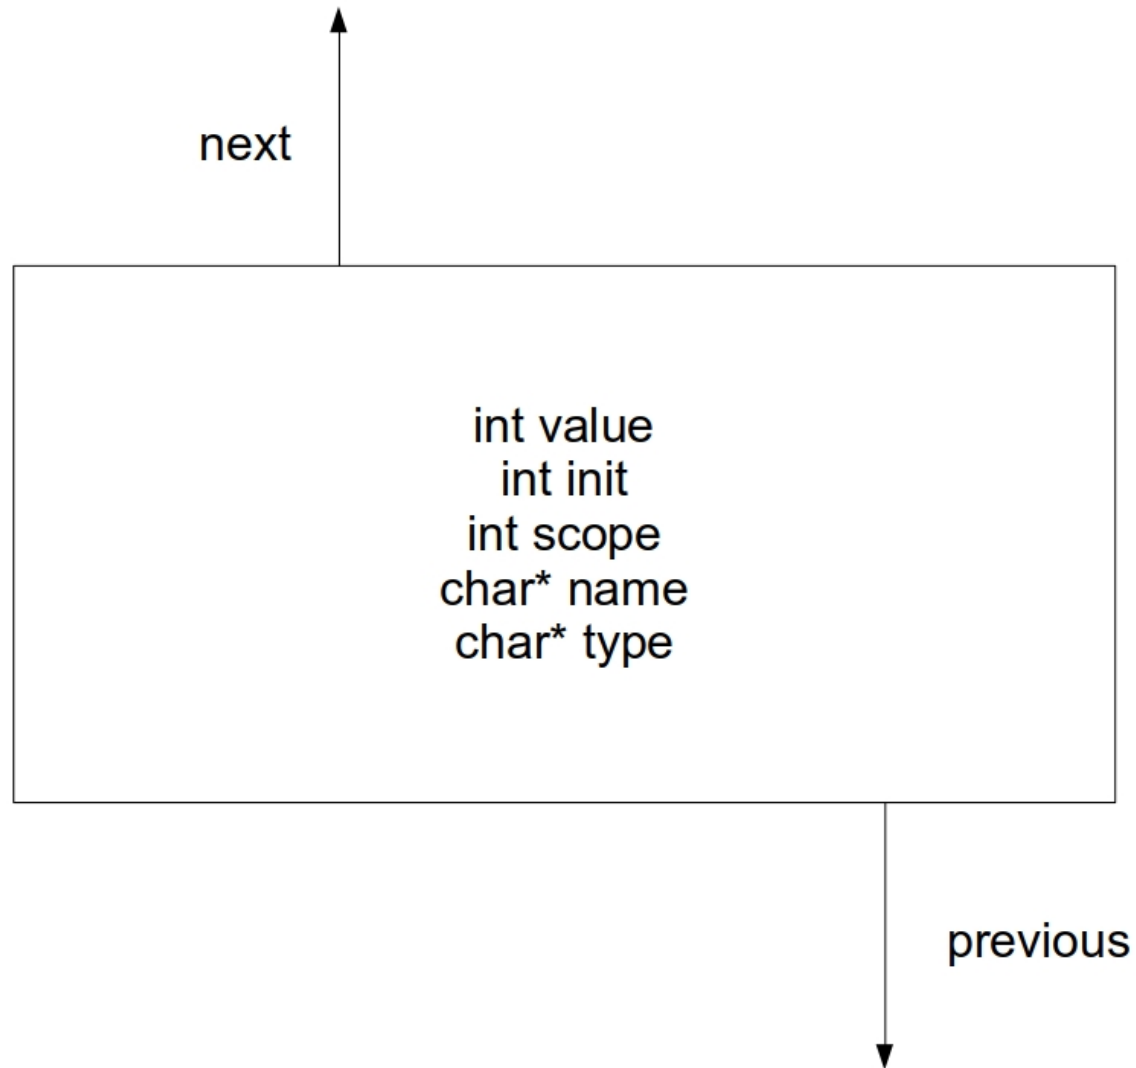 next
int value
int init
int scope
char* name
char* type
previous